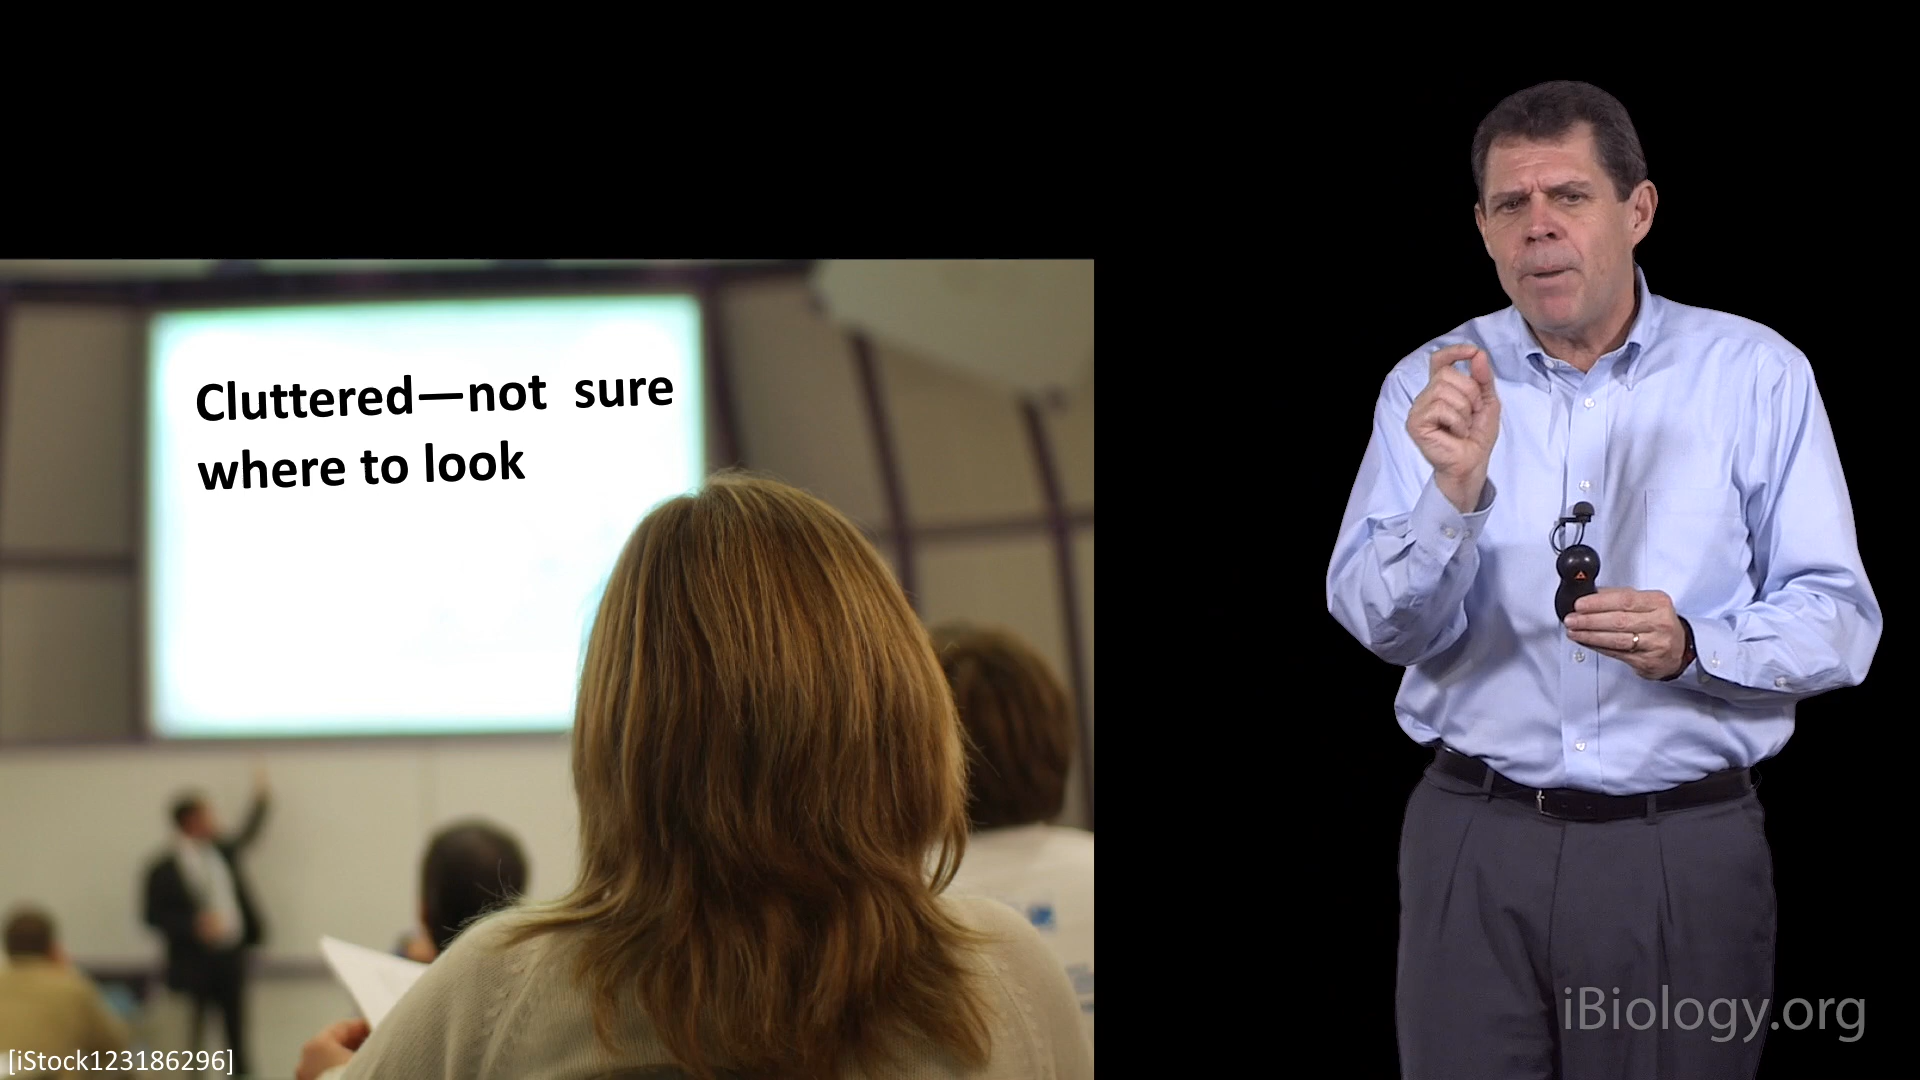 Cluttered—not sure
where to look
[iStock123186296]
iBiology.org